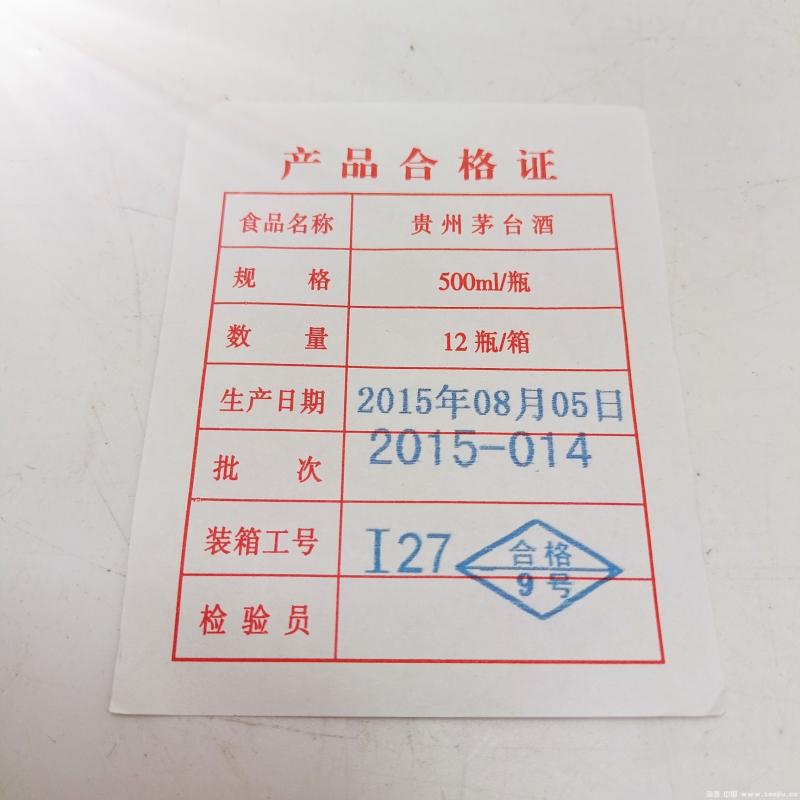 产品合格证
食品名称 贵州茅台酒
规 格 500ml/瓶
数 量 12瓶/箱
生产日期 2015年08月05日
批 次 2015-014
装箱工号 I27
合格
9号
检验员